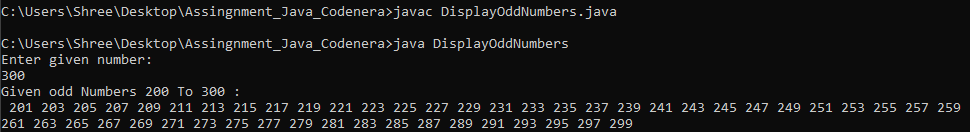 C:\Users\Shree\Desktop\Assingnment_Java_Codenera>javac DisplayOddNumbers.java
C:\Users\Shree\Desktop\Assingnment_Java_Codenera>java DisplayOddNumbers
Enter given number:
300
Given odd Numbers 200 To 300 :
201 203 205 207 209 211 213 215 217 219 221 223 225 227 229 231 233 235 237 239 241 243 245 247 249 251 253 255 257 259
261 263 265 267 269 271 273 275 277 279 281 283 285 287 289 291 293 295 297 299